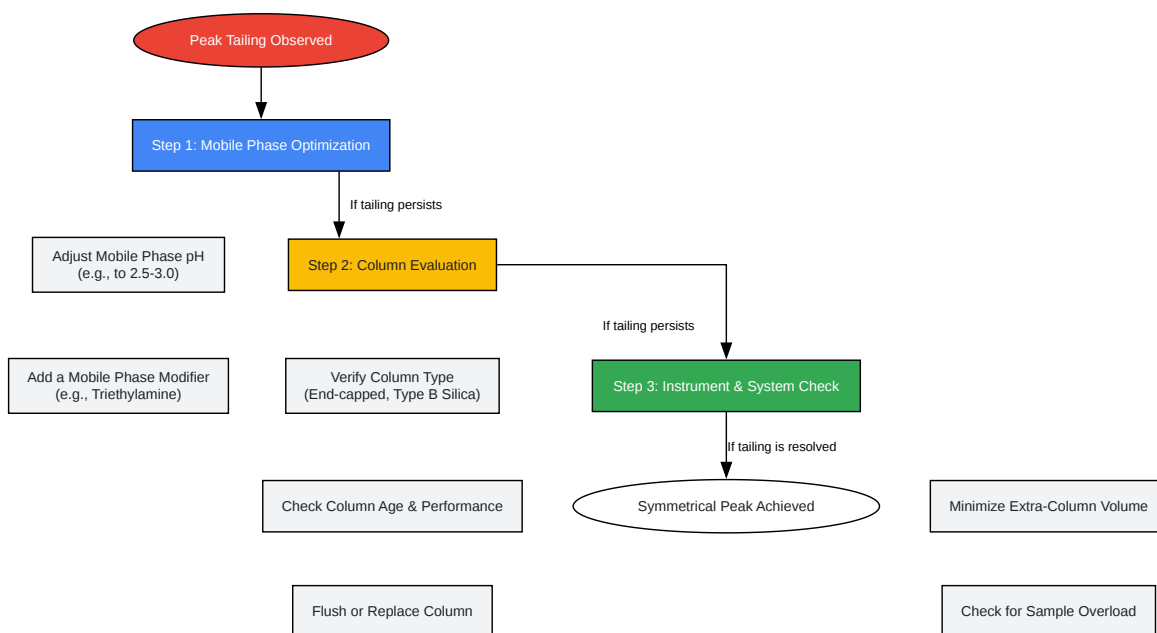 Peak Tailing Observed
Step 1: Mobile Phase Optimization
If tailing persists
Adjust Mobile Phase pH
(e.g., to 2.5-3.0)
Step 2: Column Evaluation
If tailing persists
Add a Mobile Phase Modifier
(e.g., Triethylamine)
Verify Column Type
(End-capped, Type B Silica)
Step 3: Instrument & System Check
If tailing is resolved
Check Column Age & Performance
Symmetrical Peak Achieved
Minimize Extra-Column Volume
Flush or Replace Column
Check for Sample Overload